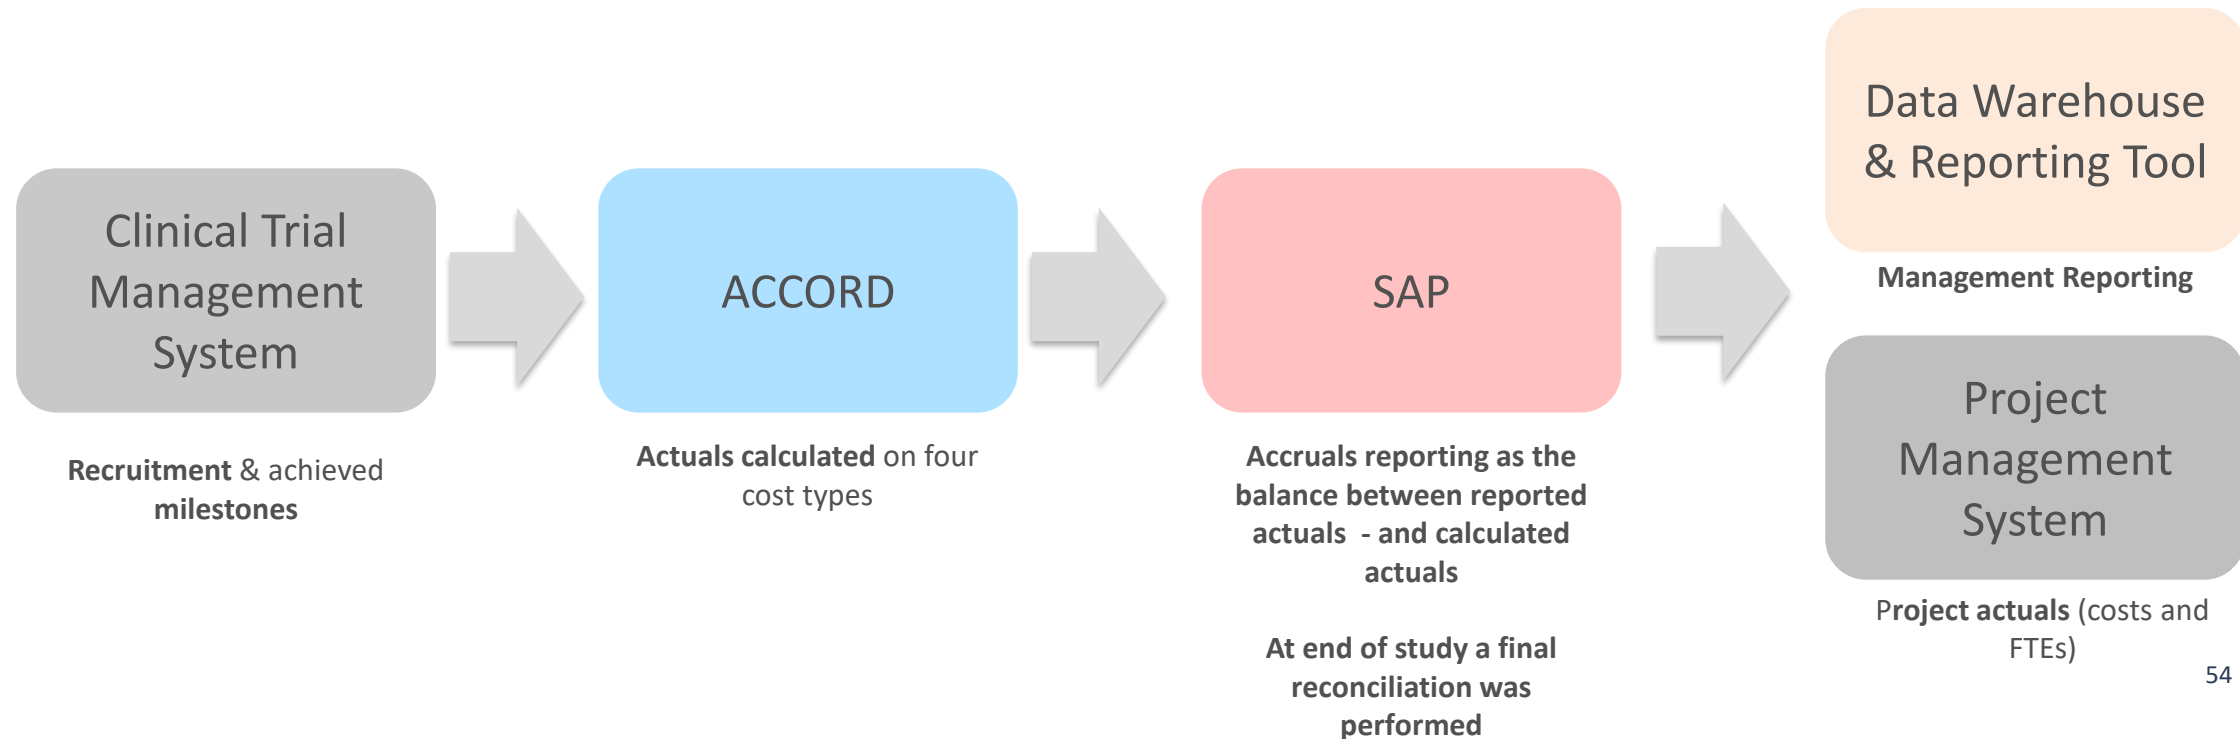 Clinical Trial
Management
System
Recruitment & achieved
milestones
ACCORD
Actuals calculated on four
cost types
SAP
Accruals reporting as the
balance between reported
actuals  - and calculated
actuals
At end of study a final
reconciliation was
performed
Data Warehouse
& Reporting Tool
Management Reporting
Project
Management
System
Project actuals (costs and
FTEs)
54